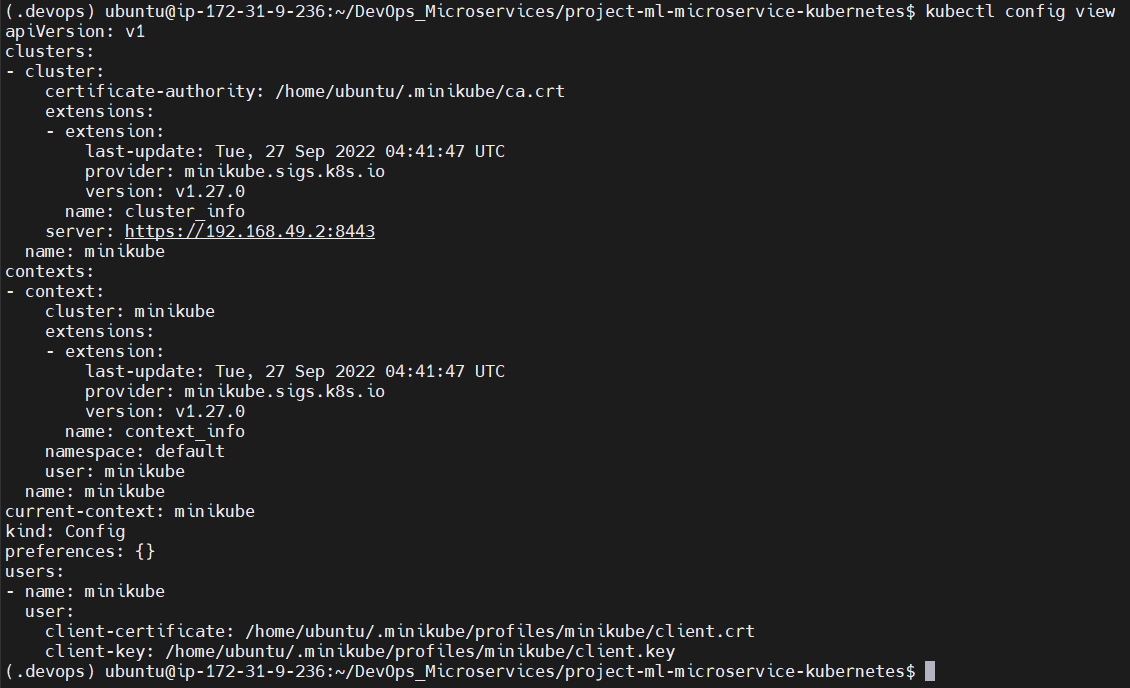 (.devops) ubuntu@ip-172-31-9-236:~/DevOps_Microservices/project-ml-microservice-kubernetes$ kubectl config view
apiVersion: v1
clusters:
- cluster:
    certificate-authority: /home/ubuntu/.minikube/ca.crt
    extensions:
    - extension:
        last-update: Tue, 27 Sep 2022 04:41:47 UTC
        provider: minikube.sigs.k8s.io
        version: v1.27.0
      name: cluster_info
    server: https://192.168.49.2:8443
  name: minikube
contexts:
- context:
    cluster: minikube
    extensions:
    - extension:
        last-update: Tue, 27 Sep 2022 04:41:47 UTC
        provider: minikube.sigs.k8s.io
        version: v1.27.0
      name: context_info
    namespace: default
    user: minikube
  name: minikube
current-context: minikube
kind: Config
preferences: {}
users:
- name: minikube
  user:
    client-certificate: /home/ubuntu/.minikube/profiles/minikube/client.crt
    client-key: /home/ubuntu/.minikube/profiles/minikube/client.key
(.devops) ubuntu@ip-172-31-9-236:~/DevOps_Microservices/project-ml-microservice-kubernetes$